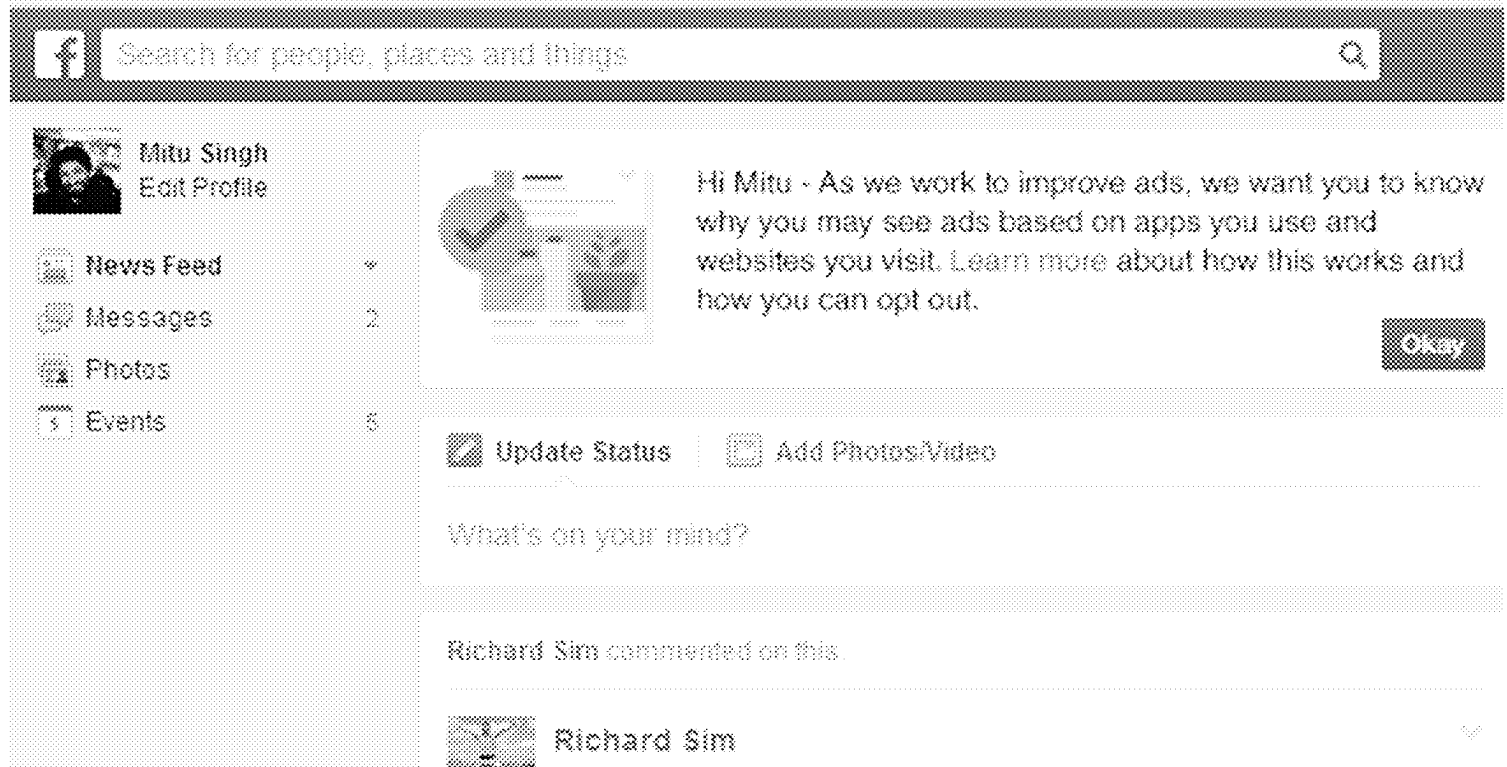 f
Search for people, places and things
Mitu Singh
Edit Profile
News Feed
Messages 2
Photos
Events 5
Hi Mitu - As we work to improve ads, we want you to know
why you may see ads based on apps you use and
websites you visit. Learn more about how this works and
how you can opt out.
Okay
Update Status
Add Photos/Video
What's on your mind?
Richard Sim commented on this.
Richard Sim